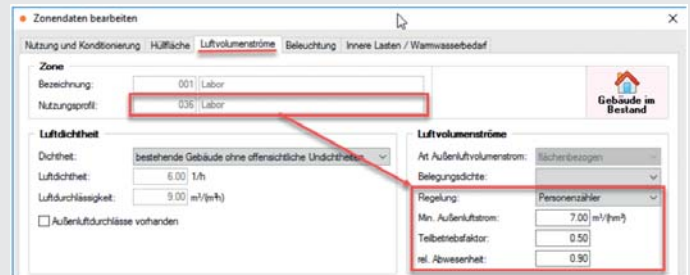 Zonendaten bearbeiten
Nutzung und Konditionierung Hüllfläche Luftvolumenströme Beleuchtung Innere Lasten / Warmwasserbedarf
Zone
Bezeichnung: 001 Labor
Nutzungsprofil: 036 Labor
Gebäude im
Bestand
Luftdichtheit
Dichtheit: bestehende Gebäude ohne offensichtliche Undichtheiten
Luftdichtheit: 6.00 1/h
Luftdurchlässigkeit: 9.00 m³/(m²h)
Außenluftdurchlässe vorhanden
Luftvolumenströme
Art Außenluftvolumenstrom: flächenbezogen
Belegungsdichte:
Regelung: Personenzähler
Min. Außenluftstrom: 7.00 m³/(hm²)
Teilbetriebsfaktor: 0.50
rel. Abwesenheit: 0.90